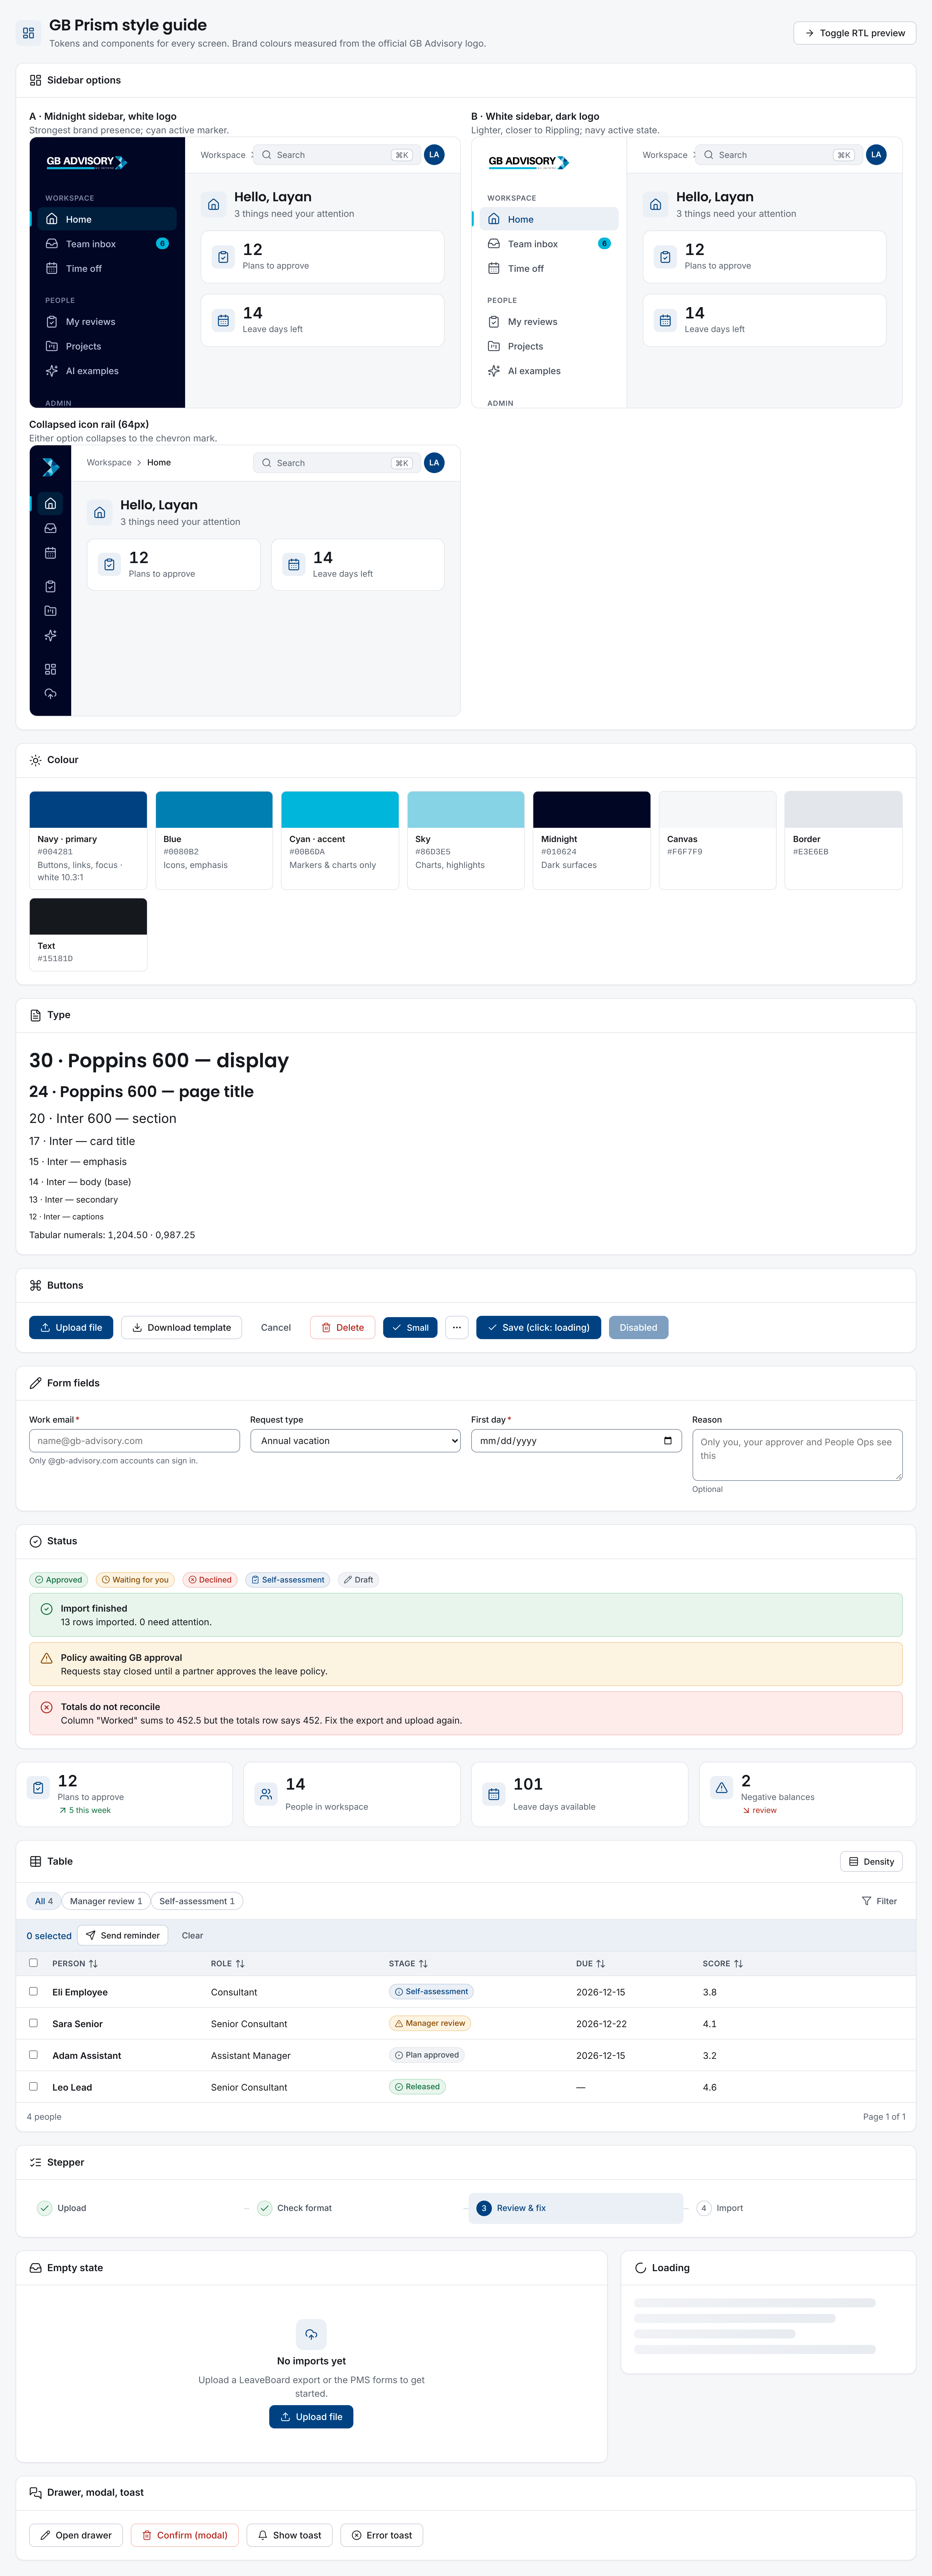 GB Prism style guide
Tokens and components for every screen. Brand colours measured from the official GB Advisory logo.
Toggle RTL preview
Sidebar options
A · Midnight sidebar, white logo
Strongest brand presence; cyan active marker.
GB ADVISORY
WORKSPACE
Home
Team inbox 6
Time off
PEOPLE
My reviews
Projects
AI examples
ADMIN
Workspace
Search ⌘K
LA
Hello, Layan
3 things need your attention
12
Plans to approve
14
Leave days left
B · White sidebar, dark logo
Lighter, closer to Rippling; navy active state.
GB ADVISORY
WORKSPACE
Home
Team inbox 6
Time off
PEOPLE
My reviews
Projects
AI examples
ADMIN
Workspace
Search ⌘K
LA
Hello, Layan
3 things need your attention
12
Plans to approve
14
Leave days left
Collapsed icon rail (64px)
Either option collapses to the chevron mark.
Workspace > Home
Search ⌘K
LA
Hello, Layan
3 things need your attention
12
Plans to approve
14
Leave days left
Colour
Navy · primary
#004281
Buttons, links, focus ·
white 10.3:1
Blue
#0080B2
Icons, emphasis
Cyan · accent
#00B6DA
Markers & charts only
Sky
#86D3E5
Charts, highlights
Midnight
#010624
Dark surfaces
Canvas
#F6F7F9
Border
#E3E6EB
Text
#15181D
Type
30 · Poppins 600 — display
24 · Poppins 600 — page title
20 · Inter 600 — section
17 · Inter — card title
15 · Inter — emphasis
14 · Inter — body (base)
13 · Inter — secondary
12 · Inter — captions
Tabular numerals: 1,204.50 · 0,987.25
Buttons
Upload file
Download template
Cancel
Delete
Small
Save (click: loading)
Disabled
Form fields
Work email *
name@gb-advisory.com
Only @gb-advisory.com accounts can sign in.
Request type
Annual vacation
First day *
mm/dd/yyyy
Reason
Only you, your approver and People Ops see
this
Optional
Status
Approved
Waiting for you
Declined
Self-assessment
Draft
Import finished
13 rows imported. 0 need attention.
Policy awaiting GB approval
Requests stay closed until a partner approves the leave policy.
Totals do not reconcile
Column "Worked" sums to 452.5 but the totals row says 452. Fix the export and upload again.
12
Plans to approve
5 this week
14
People in workspace
101
Leave days available
2
Negative balances
review
Table
Density
All 4
Manager review 1
Self-assessment 1
Filter
0 selected
Send reminder
Clear
PERSON ROLE STAGE DUE SCORE
Eli Employee Consultant Self-assessment 2026-12-15 3.8
Sara Senior Senior Consultant Manager review 2026-12-22 4.1
Adam Assistant Assistant Manager Plan approved 2026-12-15 3.2
Leo Lead Senior Consultant Released — 4.6
4 people
Page 1 of 1
Stepper
Upload
Check format
3 Review & fix
4 Import
Empty state
No imports yet
Upload a LeaveBoard export or the PMS forms to get
started.
Upload file
Loading
Drawer, modal, toast
Open drawer
Confirm (modal)
Show toast
Error toast